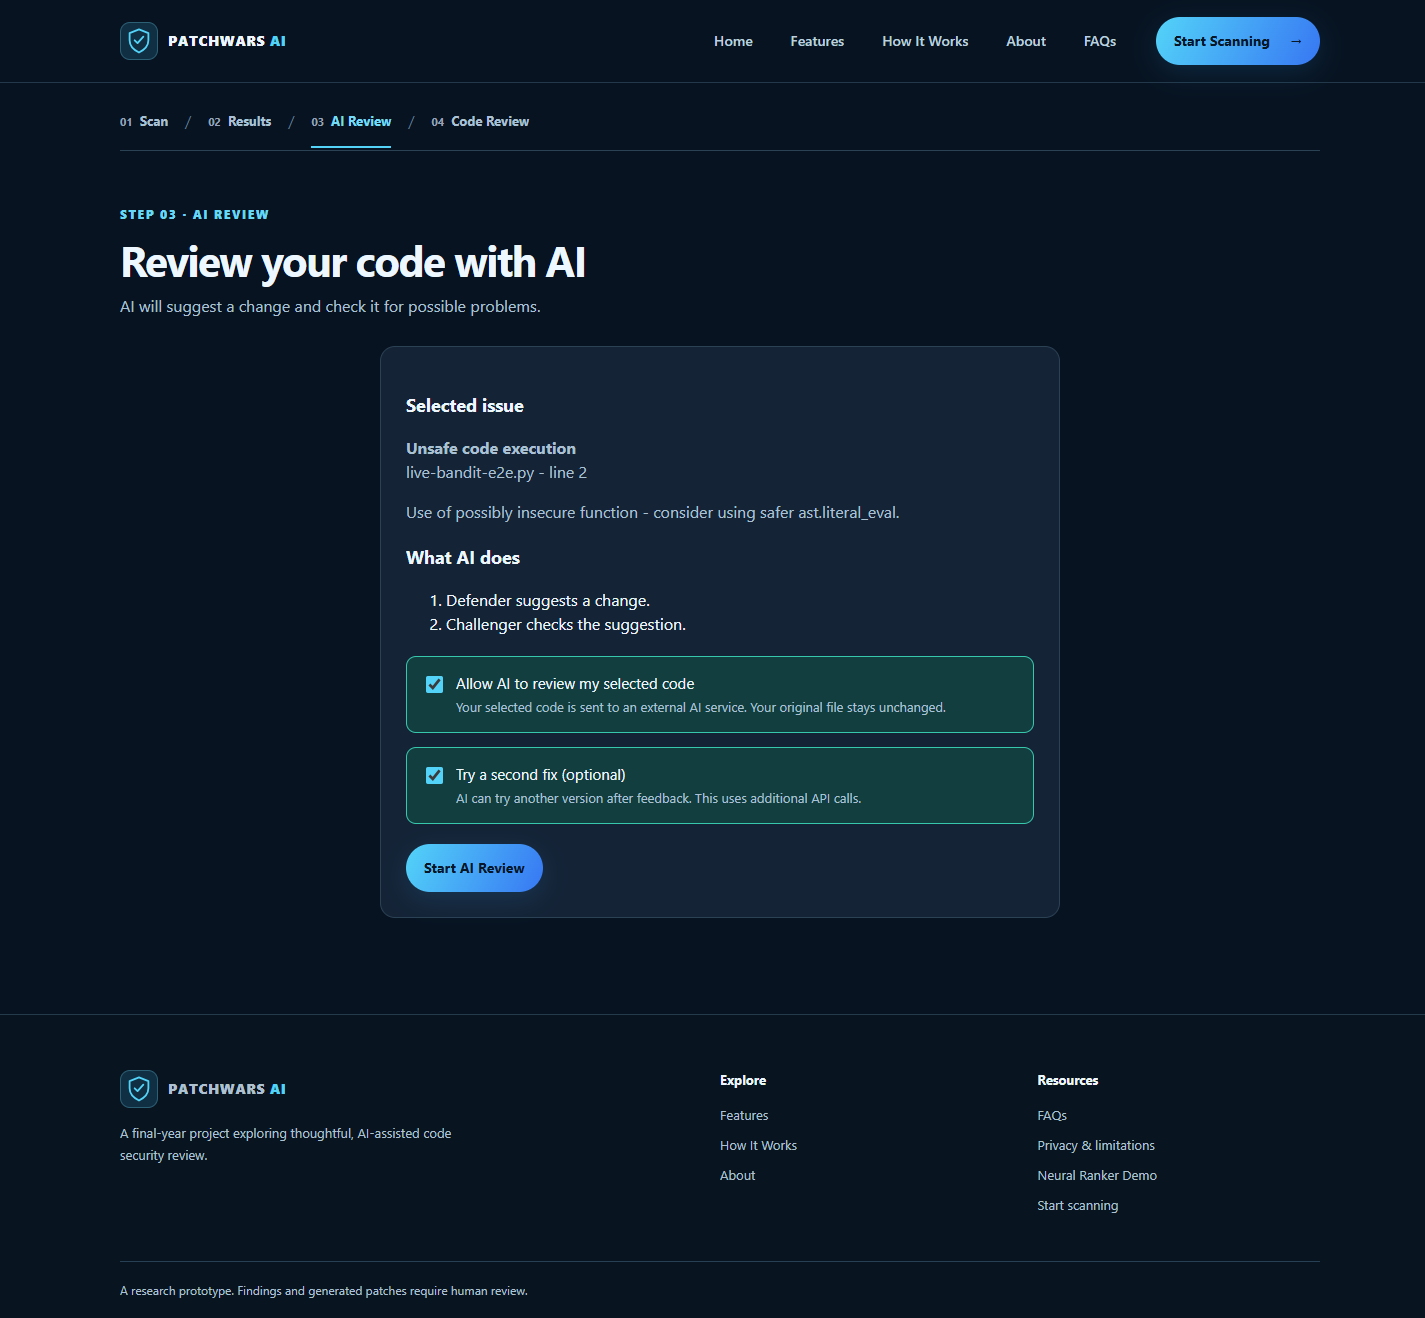 PATCHWARS AI
Home Features How It Works About FAQs Start Scanning →
01 Scan / 02 Results / 03 AI Review / 04 Code Review
STEP 03 - AI REVIEW
Review your code with AI
AI will suggest a change and check it for possible problems.
Selected issue
Unsafe code execution
live-bandit-e2e.py - line 2
Use of possibly insecure function - consider using safer ast.literal_eval.
What AI does
1. Defender suggests a change.
2. Challenger checks the suggestion.
Allow AI to review my selected code
Your selected code is sent to an external AI service. Your original file stays unchanged.
Try a second fix (optional)
AI can try another version after feedback. This uses additional API calls.
Start AI Review
PATCHWARS AI
A final-year project exploring thoughtful, AI-assisted code
security review.
Explore
Features
How It Works
About
Resources
FAQs
Privacy & limitations
Neural Ranker Demo
Start scanning
A research prototype. Findings and generated patches require human review.